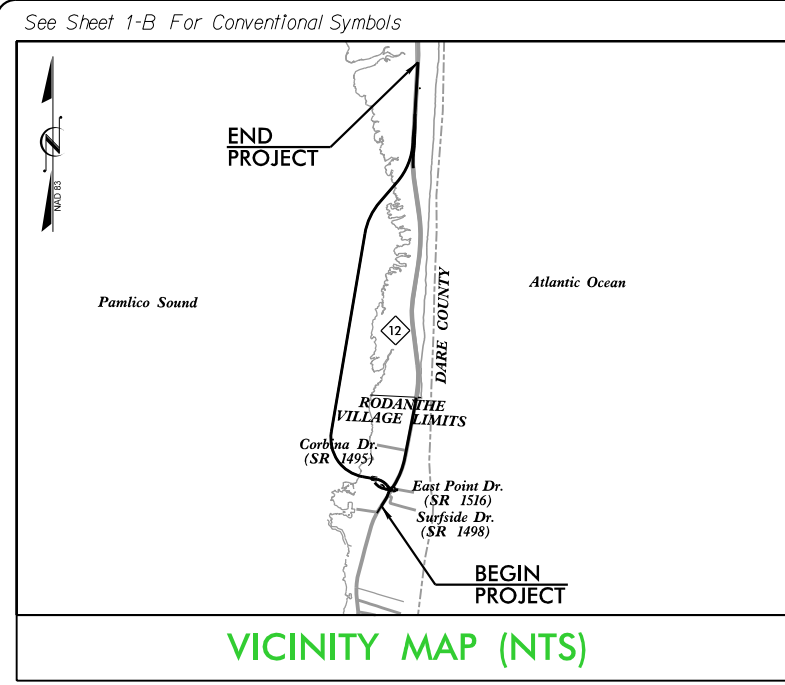 See Sheet 1-B For Conventional Symbols
END
PROJECT
NAD 83
Pamlico Sound
Atlantic Ocean
DARE COUNTY
12
RODANTHE
VILLAGE LIMITS
Corbina Dr.
(SR 1495)
East Point Dr.
(SR 1516)
Surfside Dr.
(SR 1498)
BEGIN
PROJECT
VICINITY MAP (NTS)